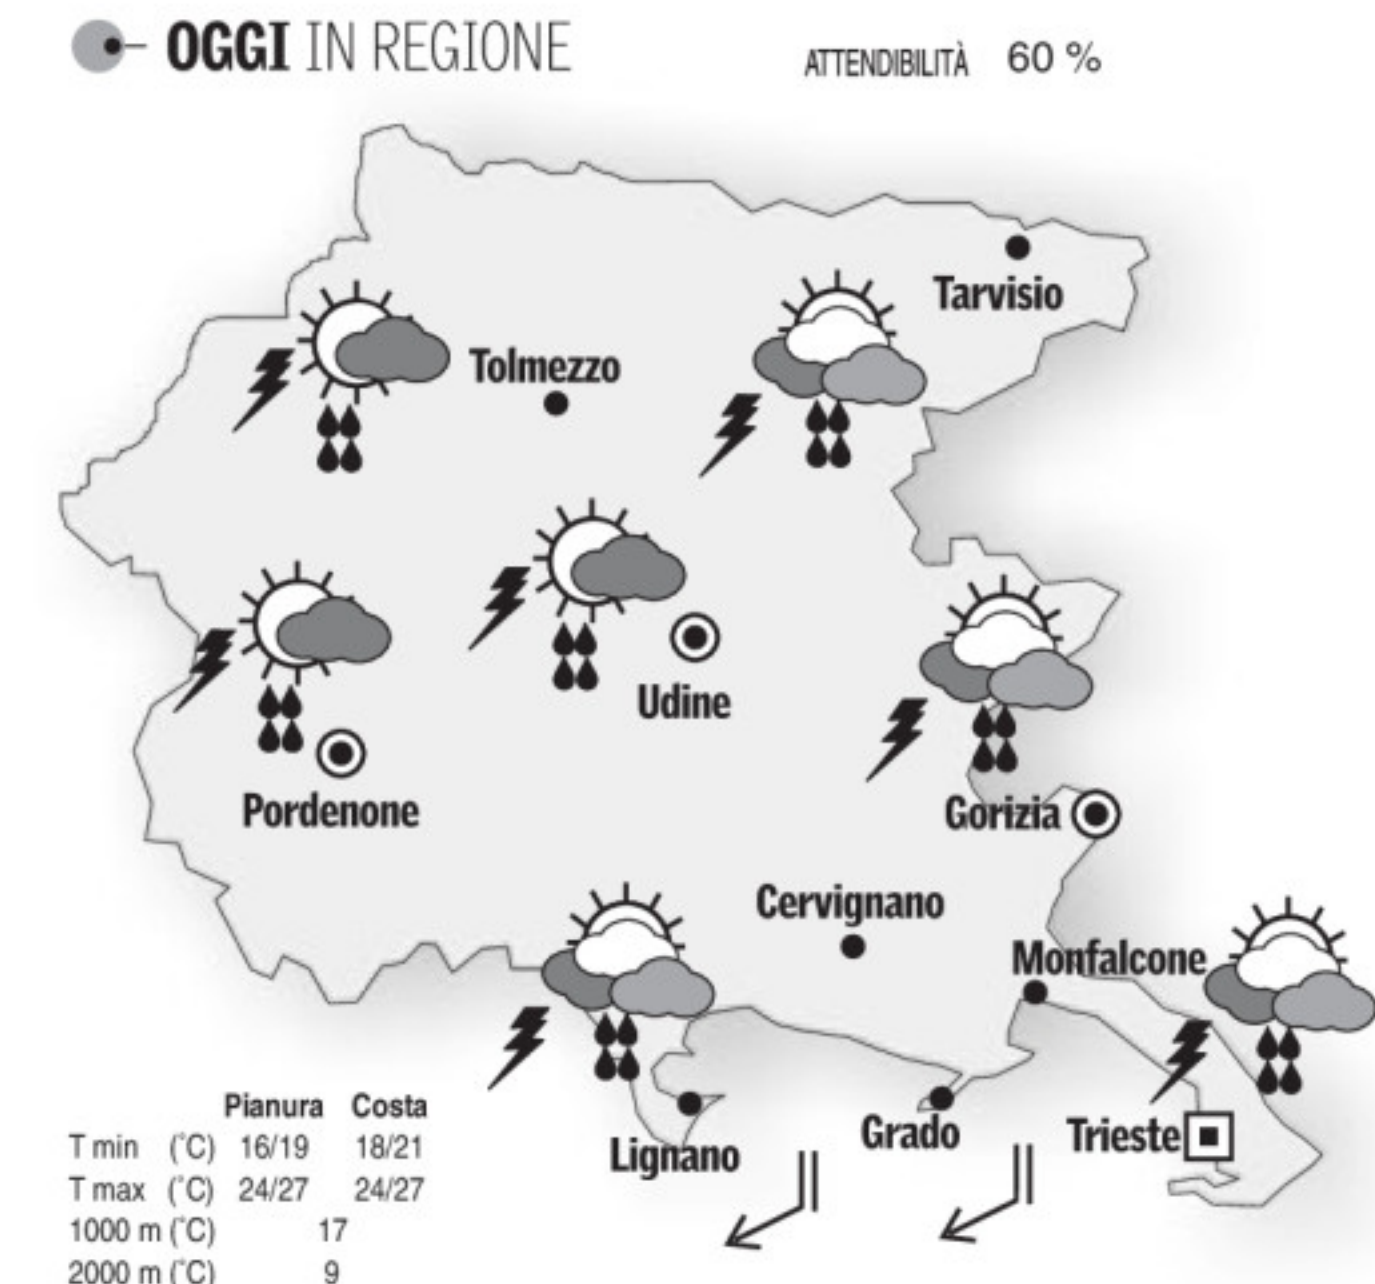 OGGI IN REGIONE
ATTENDIBILITÀ 60 %
Tarvisio
Tolmezzo
Udine
Pordenone
Gorizia
Cervignano
Monfalcone
Lignano
Grado
Trieste
Pianura Costa
T min (°C) 16/19 18/21
T max (°C) 24/27 24/27
1000 m (°C) 17
2000 m (°C) 9